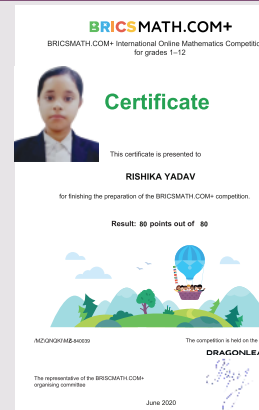 BRICSMATH.COM+
BRICSMATH.COM+ International Online Mathematics Competitio
for grades 1–12
Certificate
This certificate is presented to
RISHIKA YADAV
for finishing the preparation of the BRICSMATH.COM+ competition.
Result: 80 points out of 80
The competition is held on the
DRAGONLEA
The representative of the BRISCMATH.COM+
organising committee
June 2020